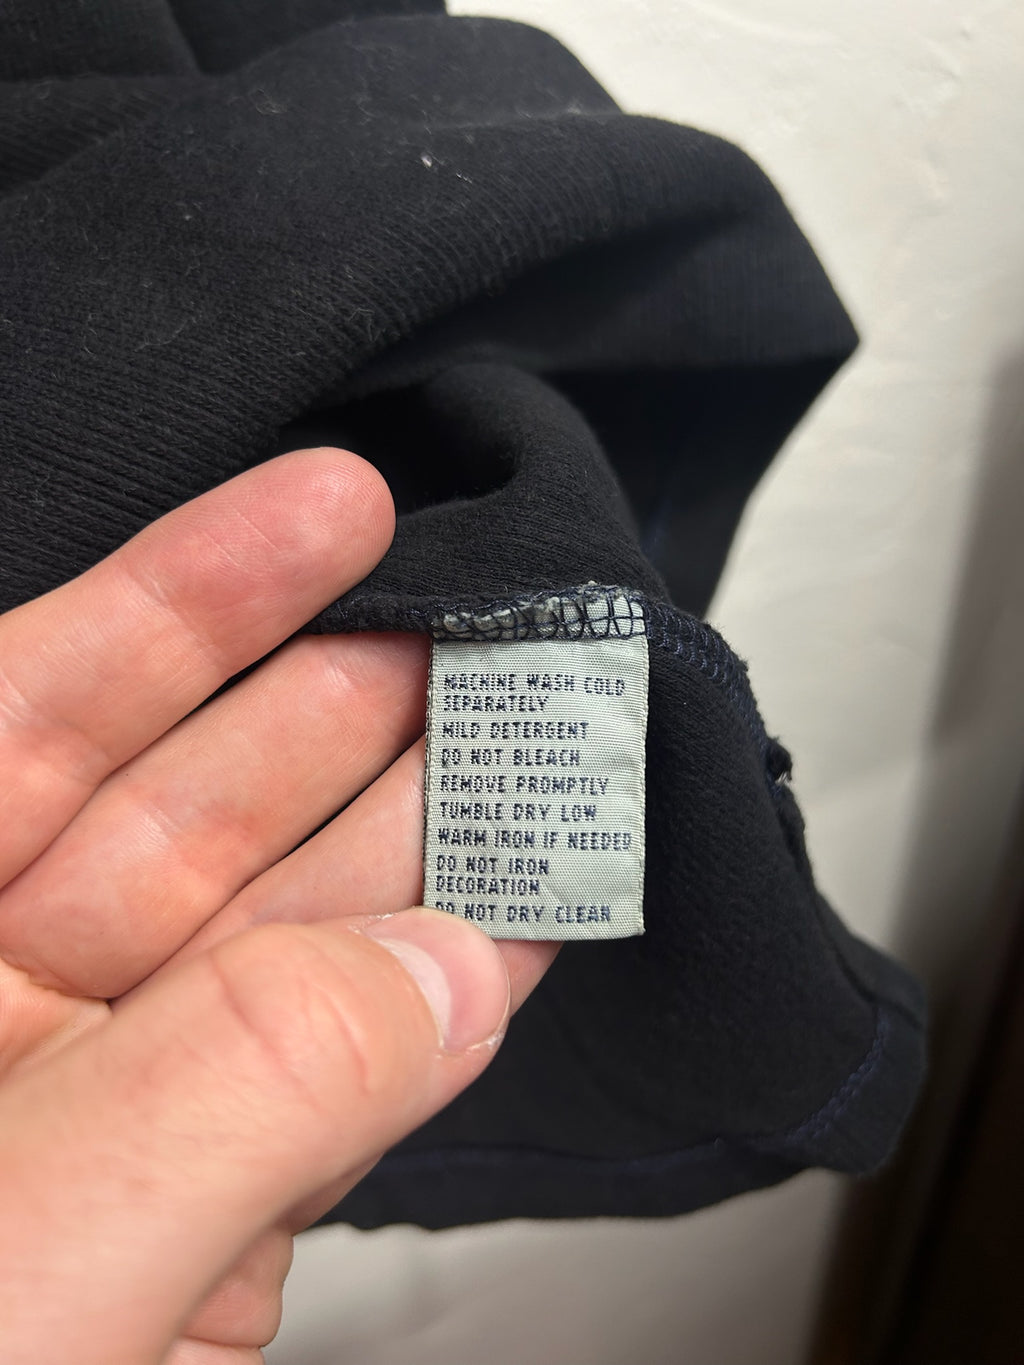 MACHINE WASH COLD
SEPARATELY
MILD DETERGENT
DO NOT BLEACH
REMOVE PROMPTLY
TUMBLE DRY LOW
WARM IRON IF NEEDED
DO NOT IRON
DECORATION
DO NOT DRY CLEAN